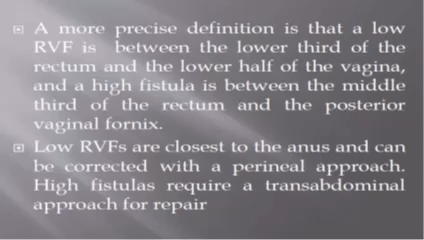 A more precise definition is that a low
RVF is between the lower third of the
rectum and the lower half of the vagina,
and a high fistula is between the middle
third of the rectum and the posterior
vaginal fornix.
Low RVFs are closest to the anus and can
be corrected with a perineal approach.
High fistulas require a transabdominal
approach for repair